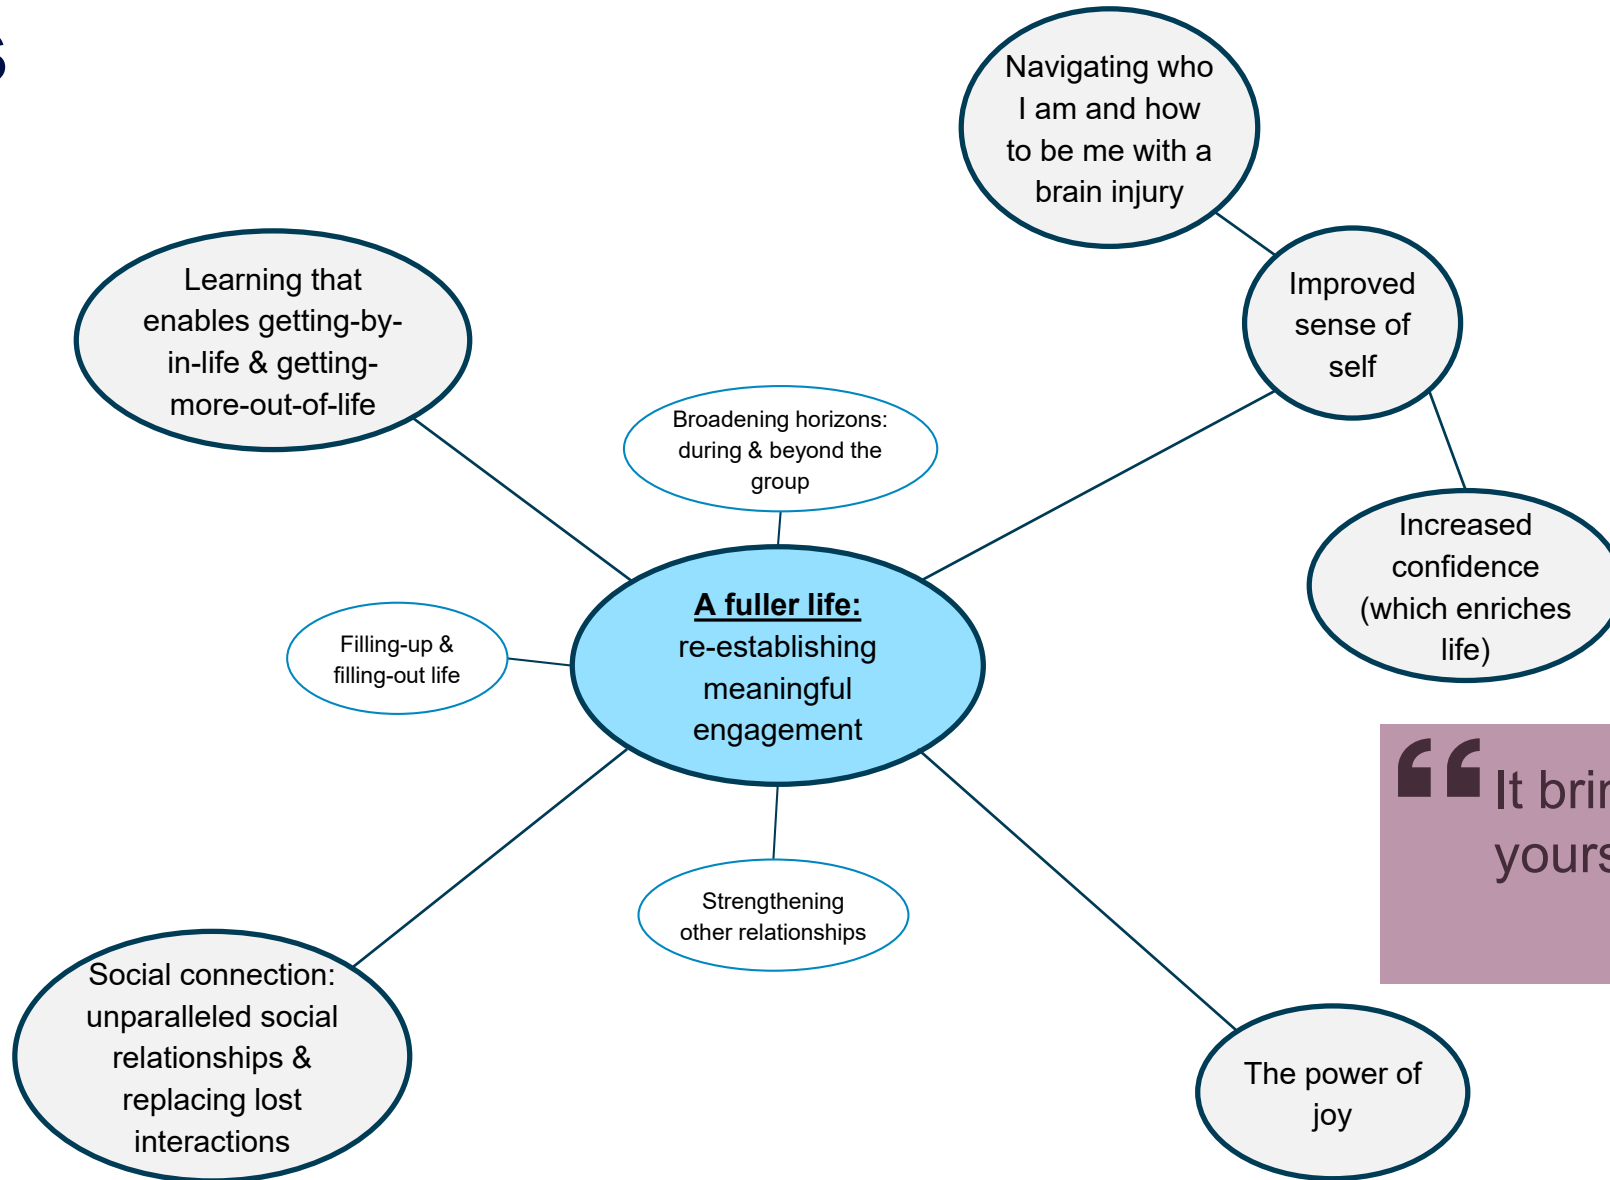 s
Navigating who
I am and how
to be me with a
brain injury
Learning that
enables getting-by-
in-life & getting-
more-out-of-life
Improved
sense of
self
Broadening horizons:
during & beyond the
group
Increased
confidence
(which enriches
life)
A fuller life:
re-establishing
meaningful
engagement
Filling-up &
filling-out life
“It
Strengthening
other relationships
Social connection:
unparalleled social
relationships &
replacing lost
interactions
The power of
joy